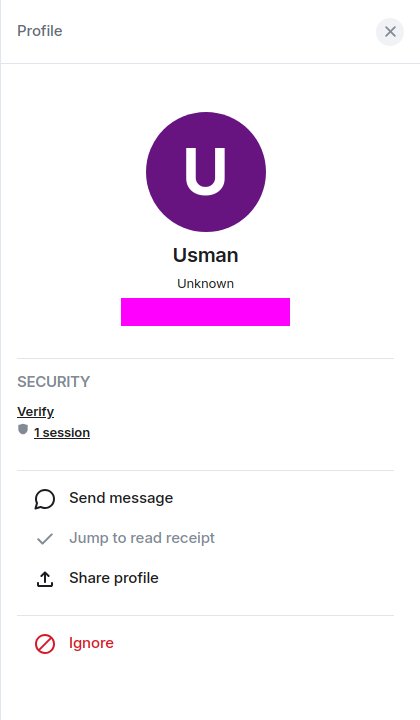 Profile
U
Usman
Unknown
SECURITY
Verify
1 session
Send message
Jump to read receipt
Share profile
Ignore